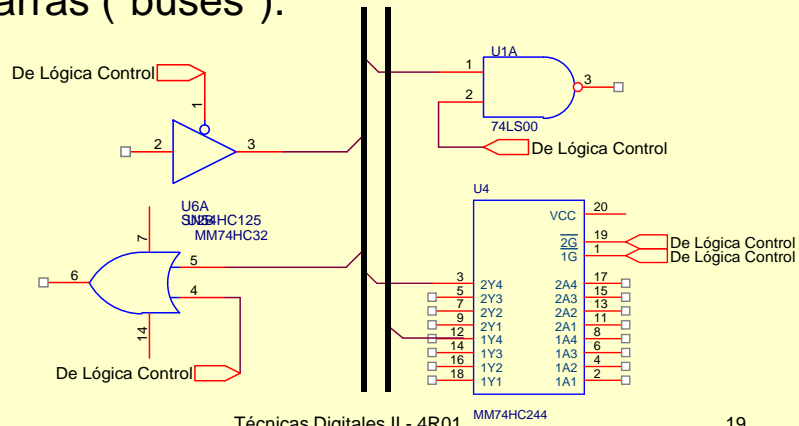 arras ("buses").
De Lógica Control
1
2
3
U6A
SN54HC125
U25B
MM74HC32
7
5
6
4
14
De Lógica Control
U1A
1
2
3
74LS00
De Lógica Control
U4
VCC 20
2G 19 De Lógica Control
1G 1 De Lógica Control
3 2Y4 2A4 17
5 2Y3 2A3 15
7 2Y2 2A2 13
9 2Y1 2A1 11
12 1Y4 1A4 8
14 1Y3 1A3 6
16 1Y2 1A2 4
18 1Y1 1A1 2
MM74HC244
Técnicas Digitales II - 4R01
19